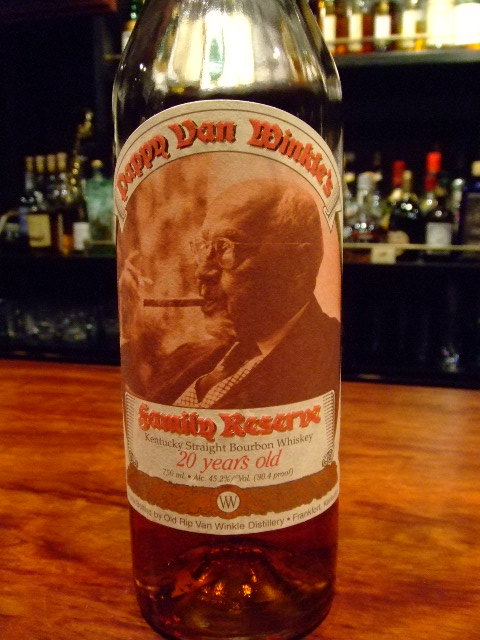 Pappy Van Winkle's
Family Reserve
Kentucky Straight Bourbon Whiskey
20 years old
750 ml. • Alc. 45.2%/Vol. (90.4 proof)
VW
by Old Rip Van Winkle Distillery • Frankfort,